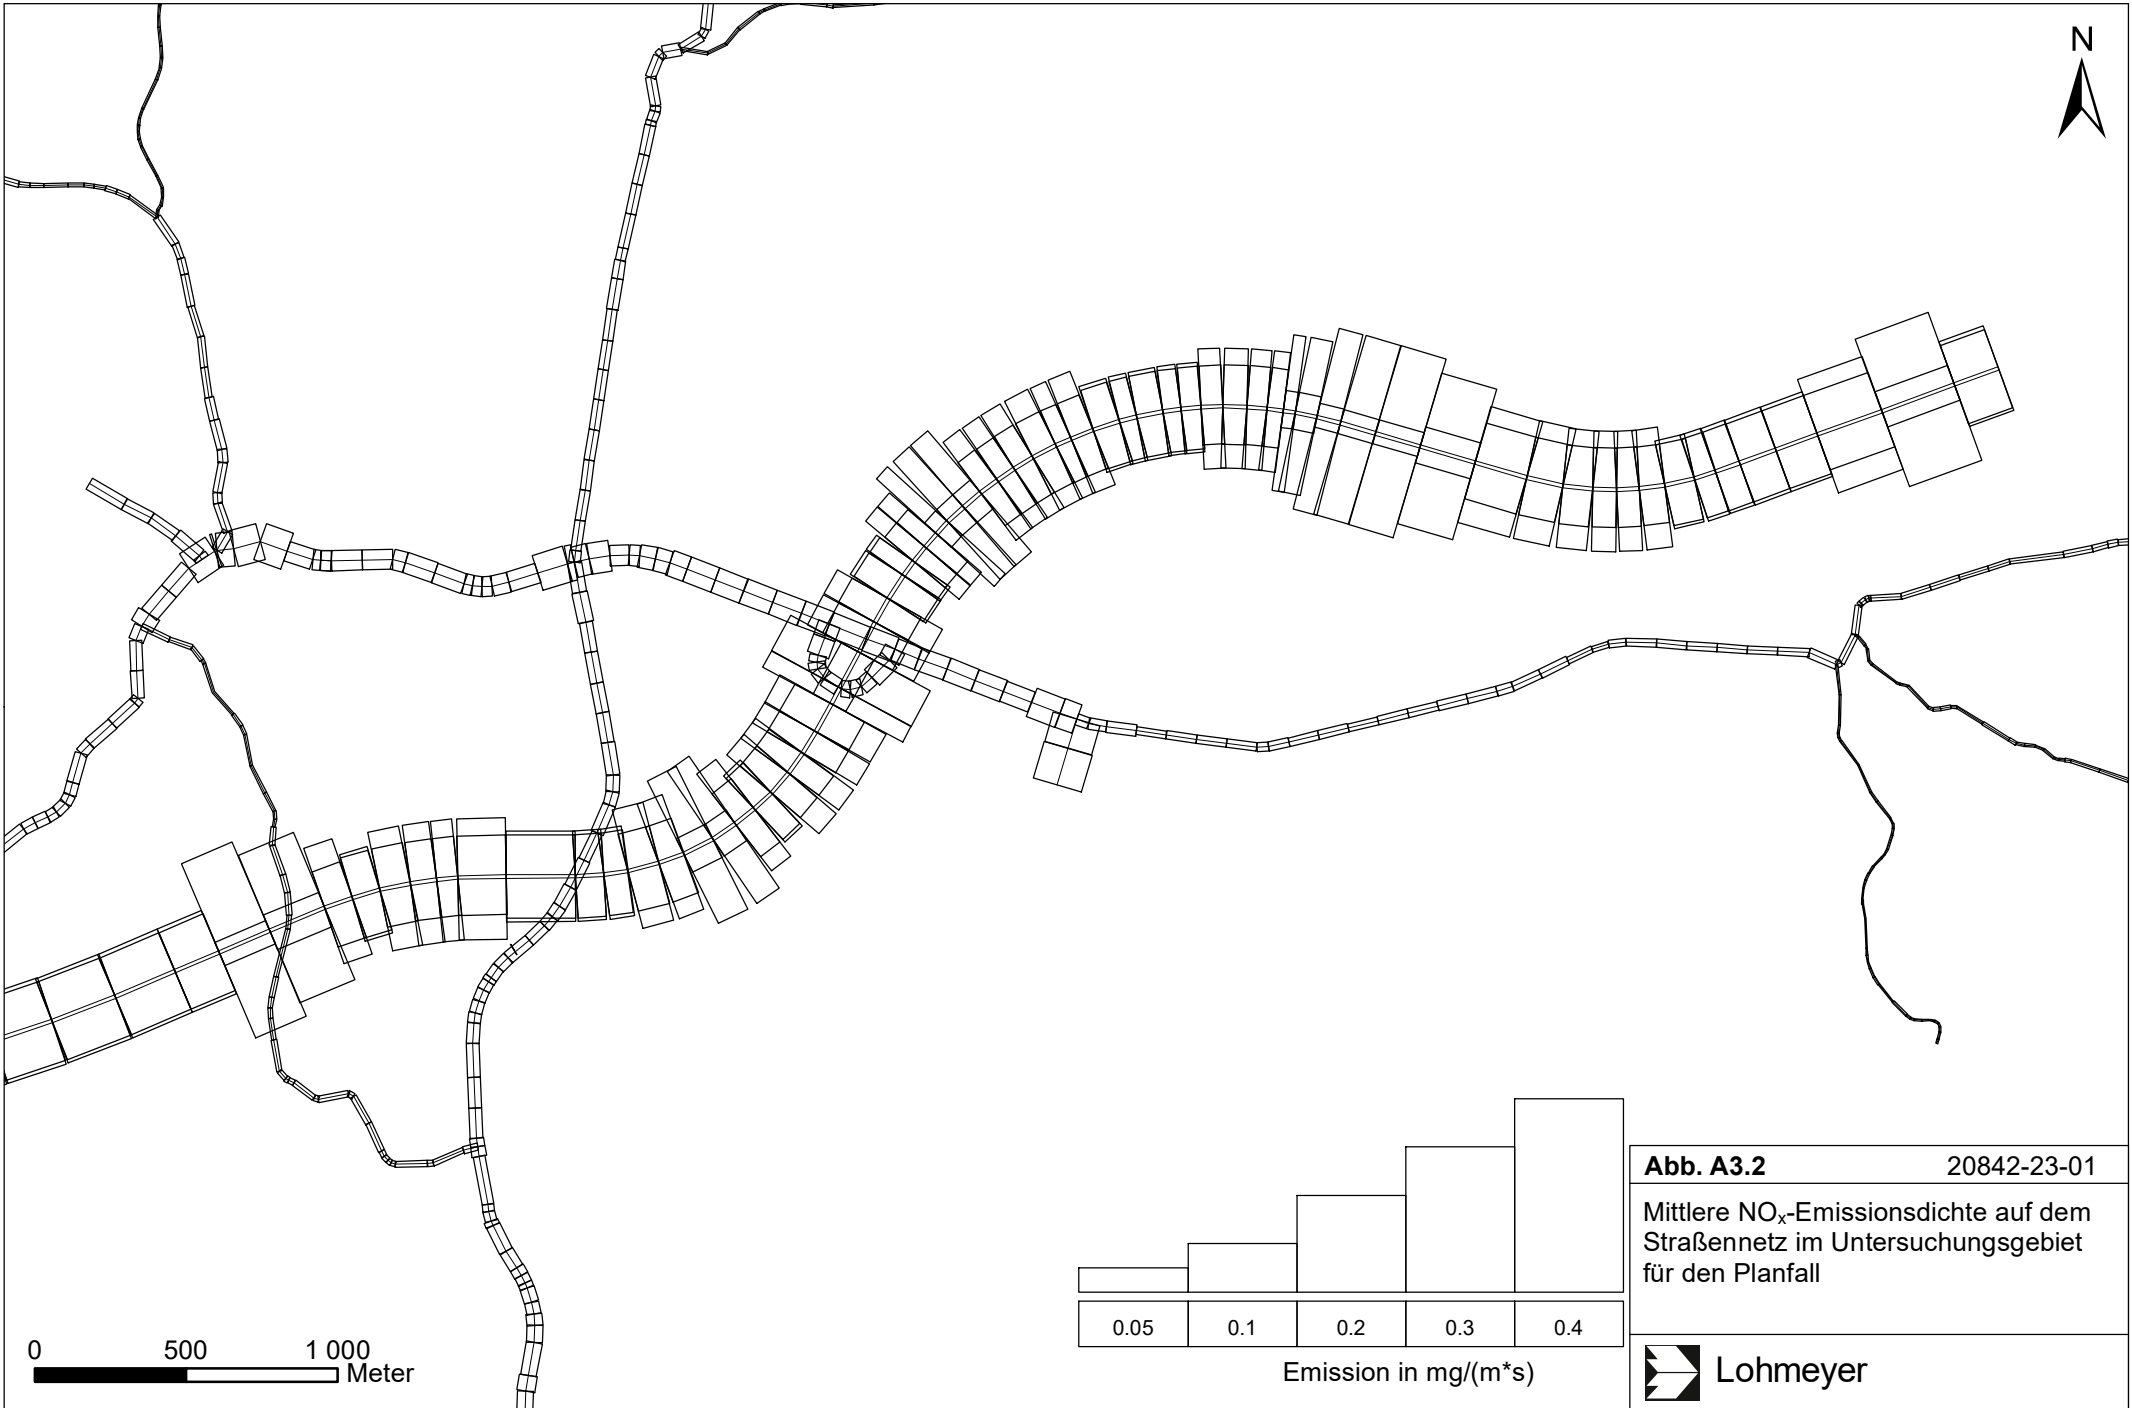 N
0 500 1 000
Meter
0.05 0.1 0.2 0.3 0.4
Emission in mg/(m*s)
Abb. A3.2 20842-23-01
Mittlere NOₓ-Emissionsdichte auf dem
Straßennetz im Untersuchungsgebiet
für den Planfall
Lohmeyer